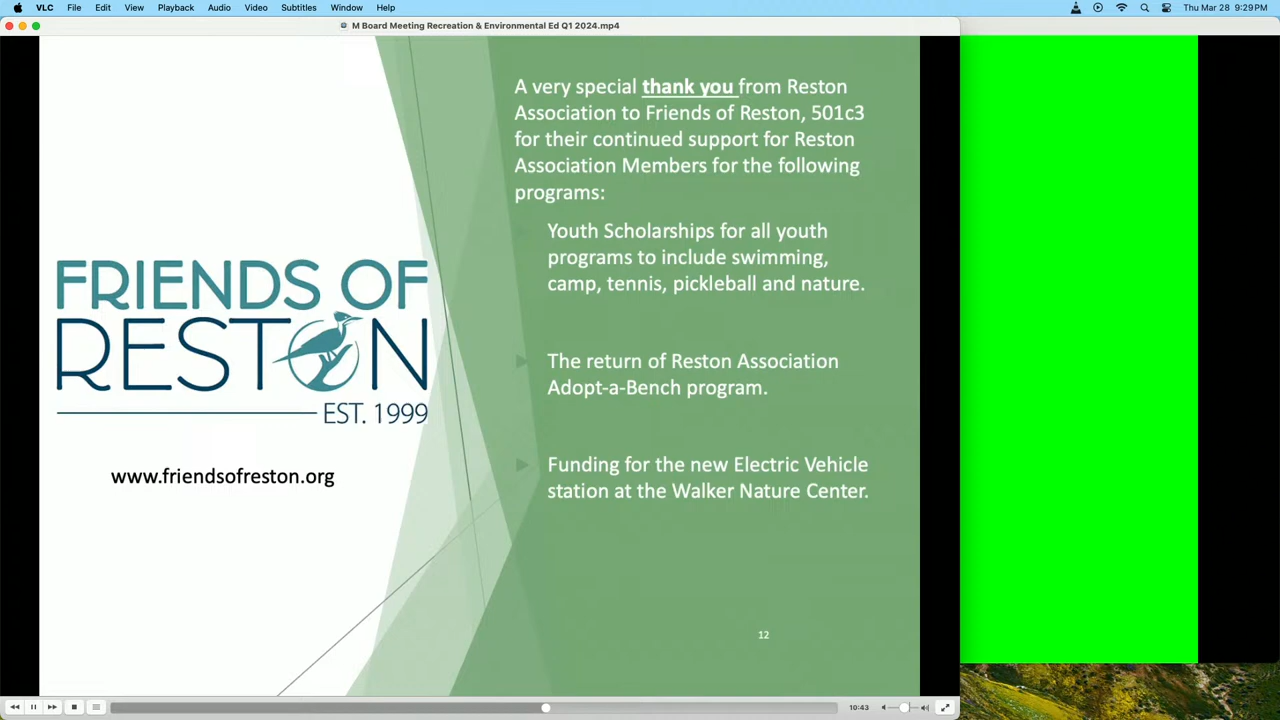 VLC File Edit View Playback Audio Video Subtitles Window Help Thu Mar 28 9:29 PM
M Board Meeting Recreation & Environmental Ed Q1 2024.mp4
FRIENDS OF
RESTON
EST. 1999
www.friendsofreston.org
A very special thank you from Reston
Association to Friends of Reston, 501c3
for their continued support for Reston
Association Members for the following
programs:
Youth Scholarships for all youth
programs to include swimming,
camp, tennis, pickleball and nature.
The return of Reston Association
Adopt-a-Bench program.
Funding for the new Electric Vehicle
station at the Walker Nature Center.
12
10:43